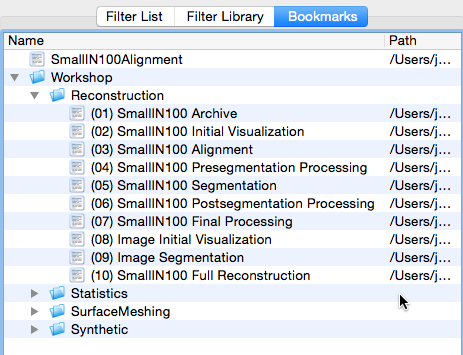 Filter List Filter Library Bookmarks
Name Path
SmallIN100Alignment /Users/j...
Workshop
Reconstruction
(01) SmallIN100 Archive /Users/j...
(02) SmallIN100 Initial Visualization /Users/j...
(03) SmallIN100 Alignment /Users/j...
(04) SmallIN100 Presegmentation Processing /Users/j...
(05) SmallIN100 Segmentation /Users/j...
(06) SmallIN100 Postsegmentation Processing /Users/j...
(07) SmallIN100 Final Processing /Users/j...
(08) Image Initial Visualization /Users/j...
(09) Image Segmentation /Users/j...
(10) SmallIN100 Full Reconstruction /Users/j...
Statistics
SurfaceMeshing
Synthetic